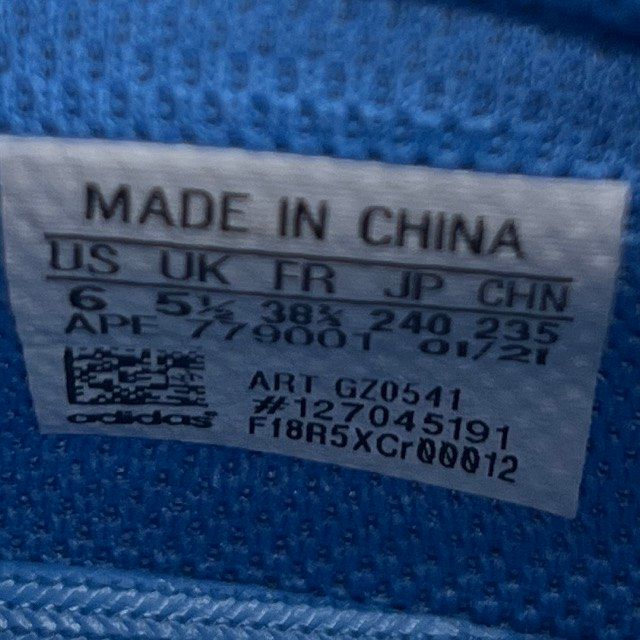 MADE IN CHINA
US UK FR JP CHN
6 5½ 38⅔ 240 235
APE 779001 01/21
ART GZ0541
#127045191
adidas F18R5XCr00012